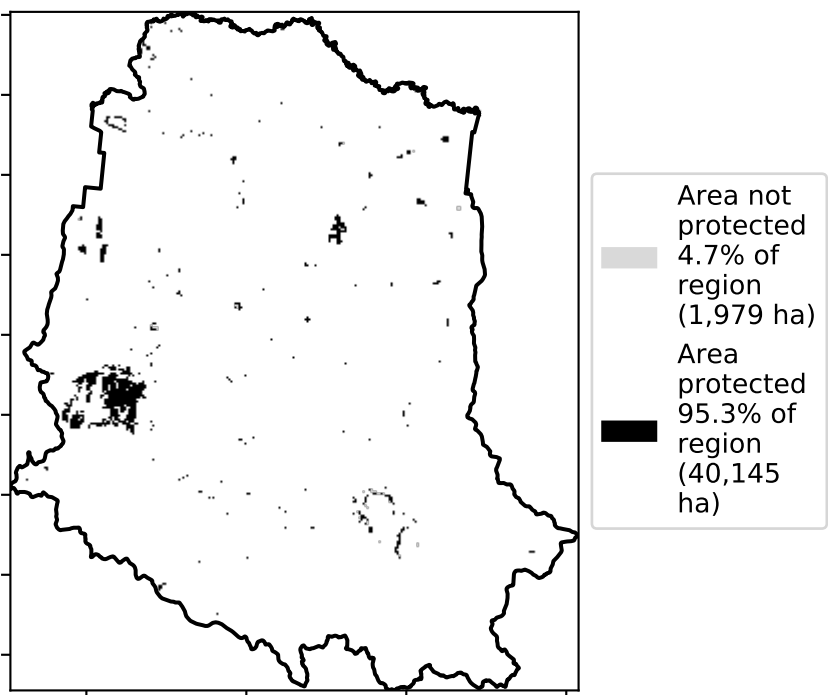 Area not
protected
4.7% of
region
(1,979 ha)
Area
protected
95.3% of
region
(40,145
ha)